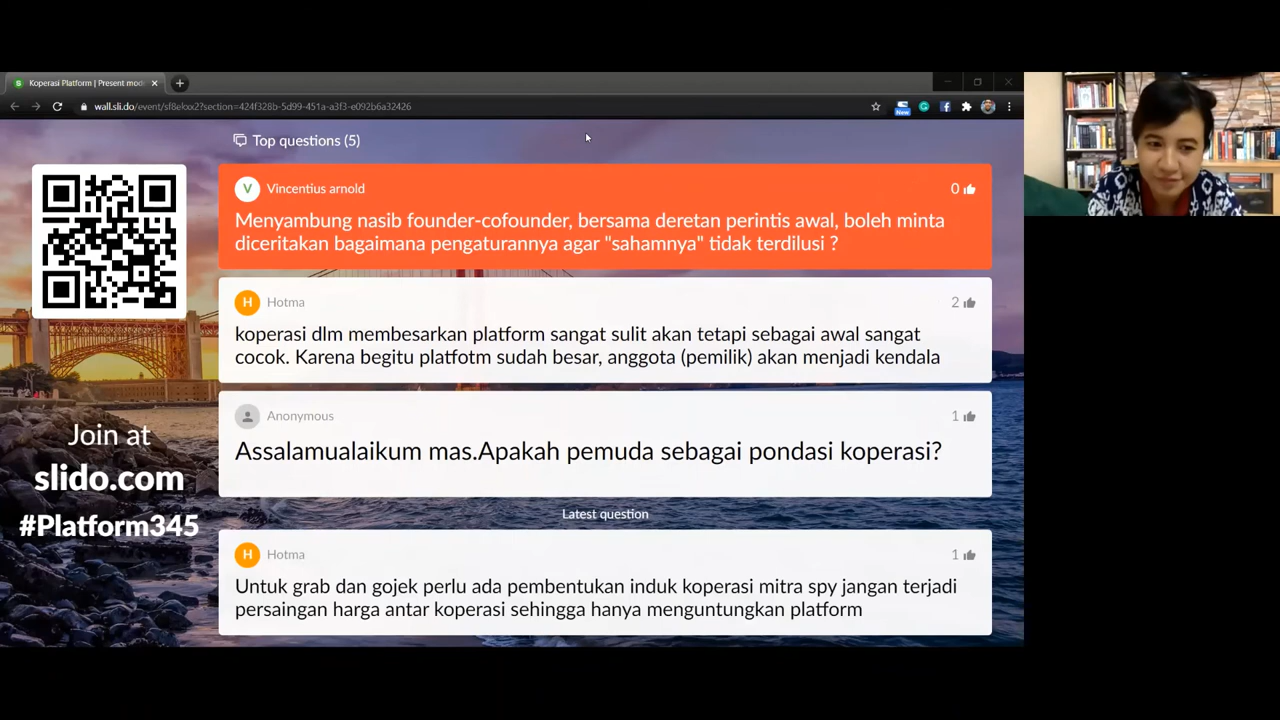 Koperasi Platform | Present mod
wall.sli.do/event/sf8elox2?section=424f328b-5d99-451a-a3f3-e092b6a32426
New
Top questions (5)
V Vincentius arnold 0
Menyambung nasib founder-cofounder, bersama deretan perintis awal, boleh minta
diceritakan bagaimana pengaturannya agar "sahamnya" tidak terdilusi ?
H Hotma 2
koperasi dlm membesarkan platform sangat sulit akan tetapi sebagai awal sangat
cocok. Karena begitu platfotm sudah besar, anggota (pemilik) akan menjadi kendala
Anonymous 1
Assalamualaikum mas.Apakah pemuda sebagai pondasi koperasi?
Latest question
H Hotma 1
Untuk grab dan gojek perlu ada pembentukan induk koperasi mitra spy jangan terjadi
persaingan harga antar koperasi sehingga hanya menguntungkan platform
Join at
slido.com
#Platform345